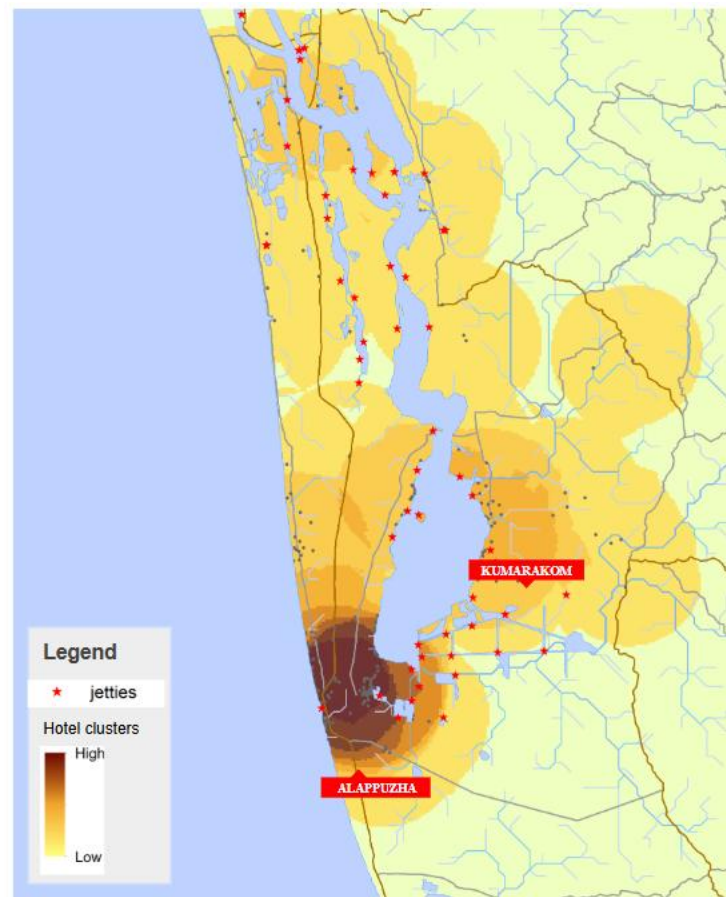 KUMARAKOM
Legend
jetties
Hotel clusters
High
Low
ALAPPUZHA